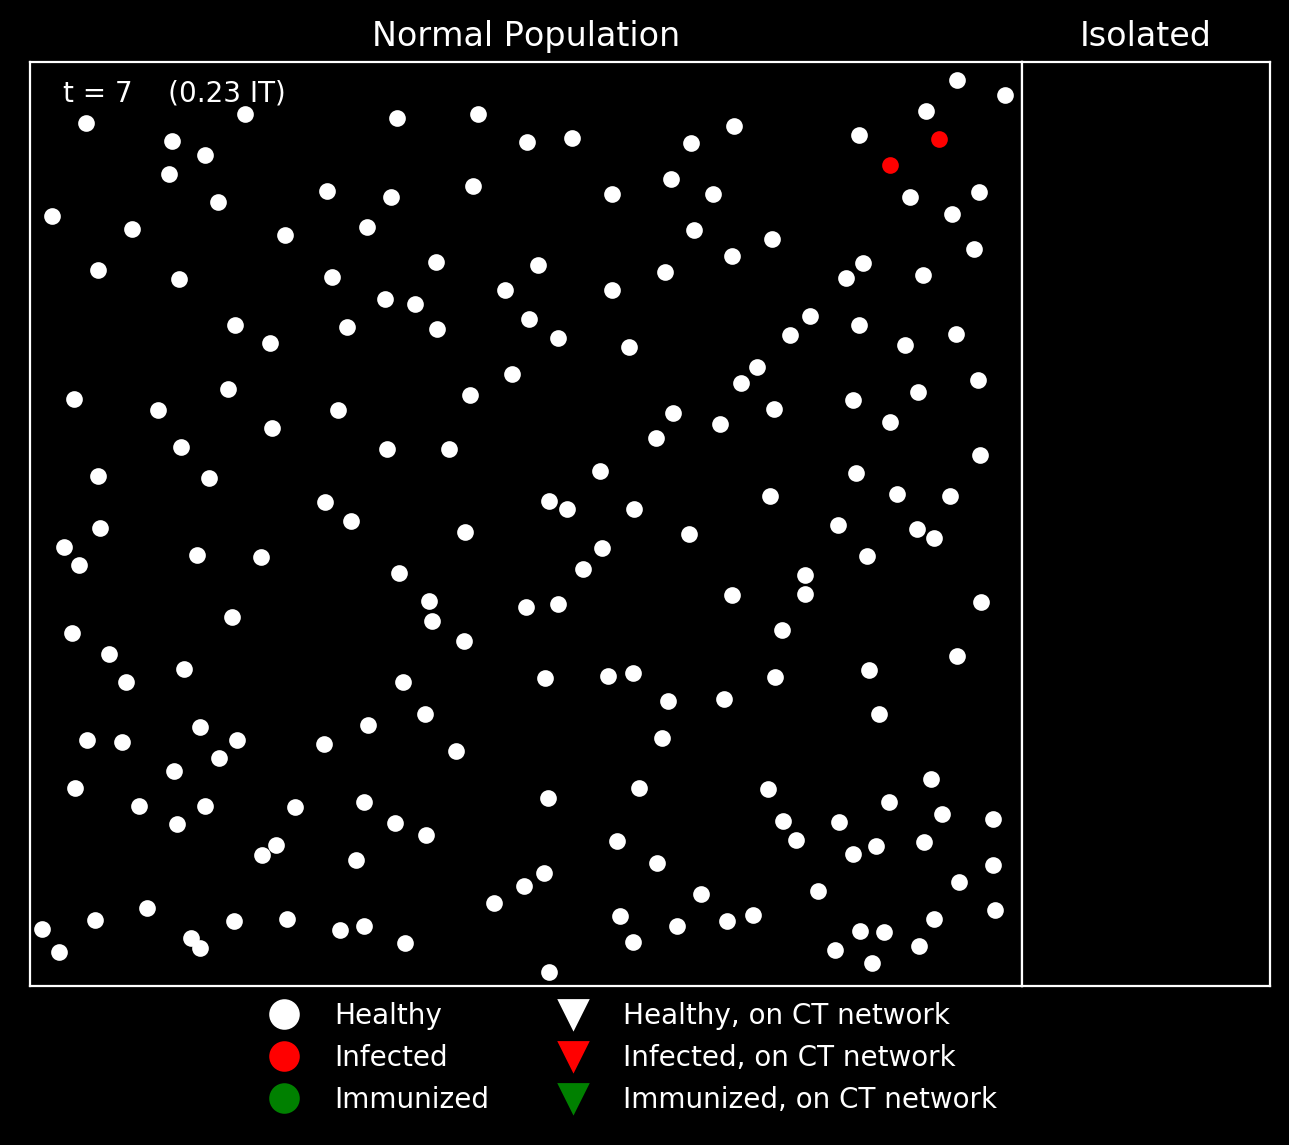 Normal Population
Isolated
t = 7 (0.23 IT)
Healthy
Infected
Immunized
Healthy, on CT network
Infected, on CT network
Immunized, on CT network